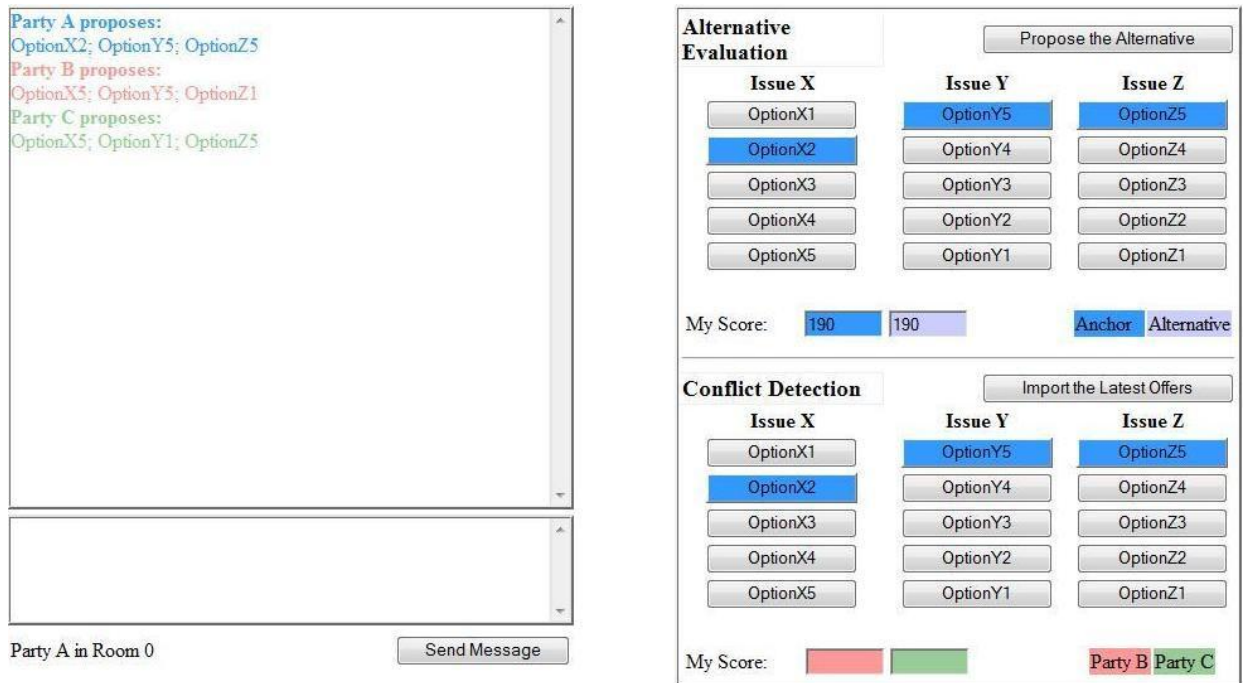 Party A proposes:
OptionX2; OptionY5; OptionZ5
Party B proposes:
OptionX5; OptionY5; OptionZ1
Party C proposes:
OptionX5; OptionY1; OptionZ5
Party A in Room 0
Send Message
Alternative
Evaluation
Propose the Alternative
Issue X Issue Y Issue Z
OptionX1 OptionY5 OptionZ5
OptionX2 OptionY4 OptionZ4
OptionX3 OptionY3 OptionZ3
OptionX4 OptionY2 OptionZ2
OptionX5 OptionY1 OptionZ1
My Score: 190 190 Anchor Alternative
Conflict Detection
Import the Latest Offers
Issue X Issue Y Issue Z
OptionX1 OptionY5 OptionZ5
OptionX2 OptionY4 OptionZ4
OptionX3 OptionY3 OptionZ3
OptionX4 OptionY2 OptionZ2
OptionX5 OptionY1 OptionZ1
My Score: Party B Party C